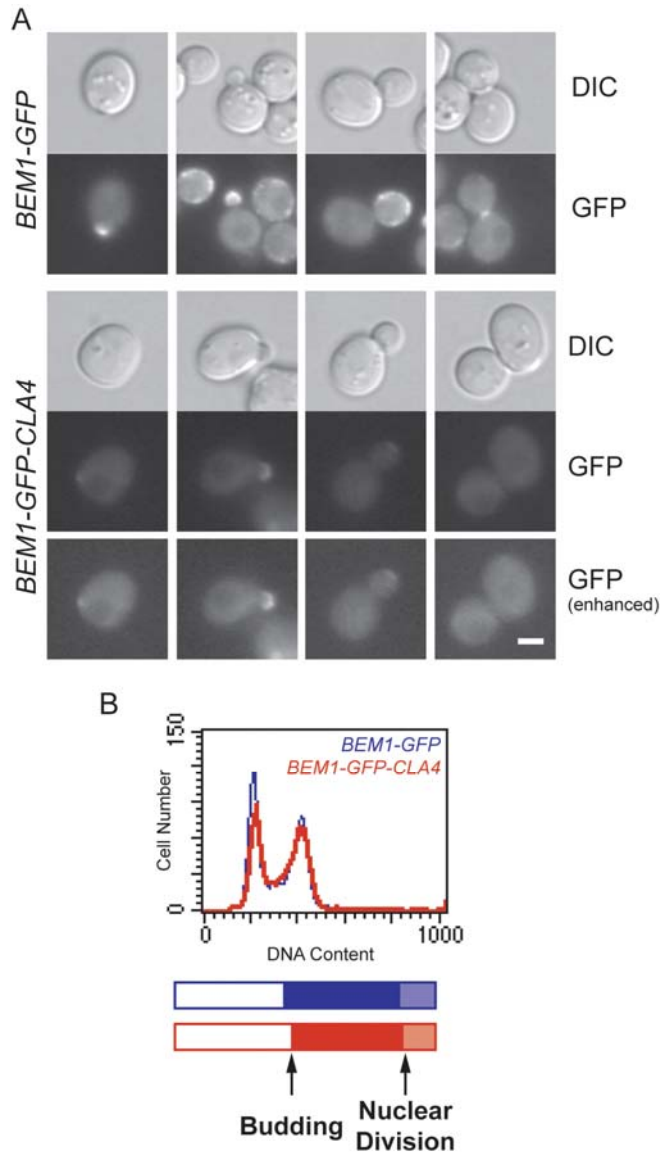 A
BEM1-GFP
DIC
GFP
BEM1-GFP-CLA4
DIC
GFP
GFP
(enhanced)
B
150
BEM1-GFP
BEM1-GFP-CLA4
Cell Number
0
0
1000
DNA Content
Budding
Nuclear
Division